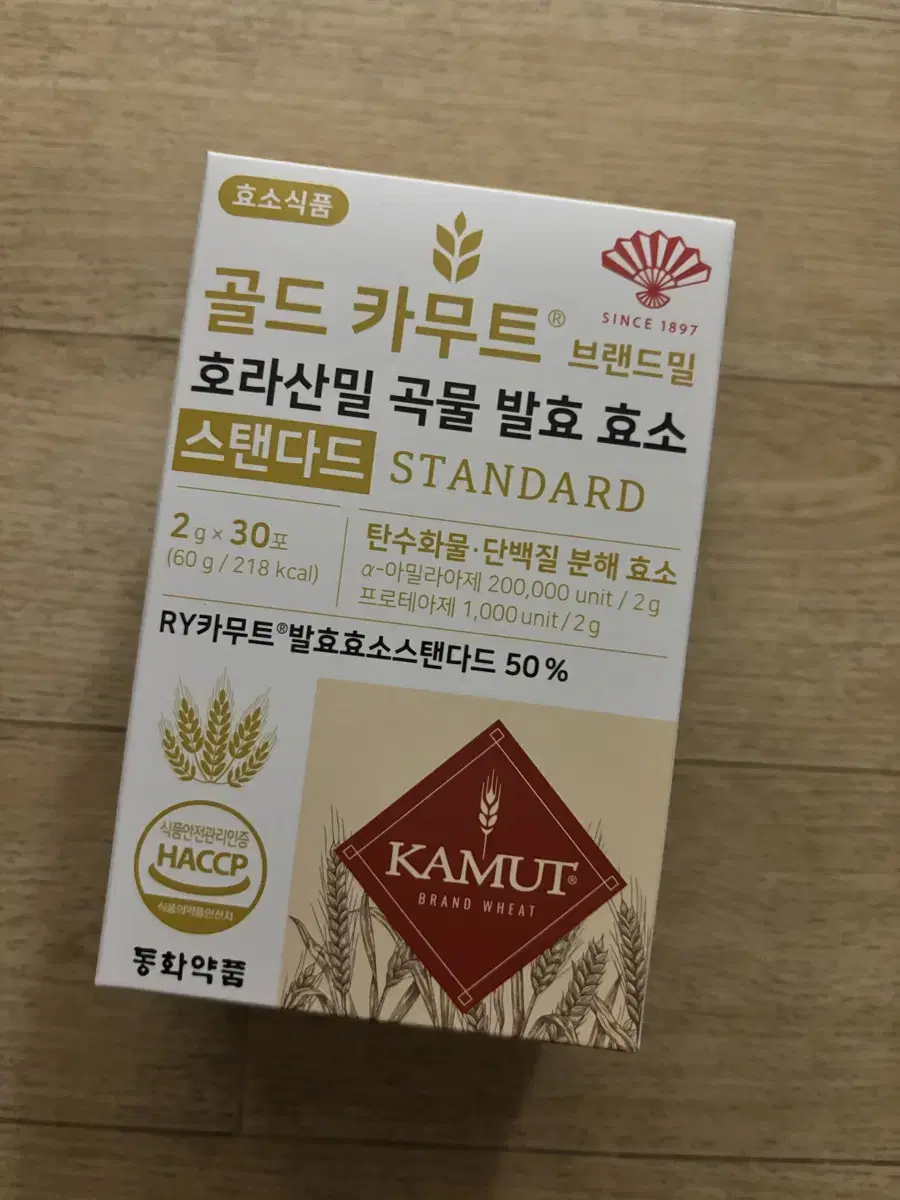 효소식품
SINCE 1897
골드 카무트® 브랜드밀
호라산밀 곡물 발효 효소
스탠다드 STANDARD
2g × 30포
(60 g / 218 kcal)
탄수화물·단백질 분해 효소
α-아밀라아제 200,000 unit / 2g
프로테아제 1,000 unit / 2g
RY카무트®발효효소스탠다드 50%
식품안전관리인증
HACCP
식품의약품안전처
동화약품
KAMUT®
BRAND WHEAT